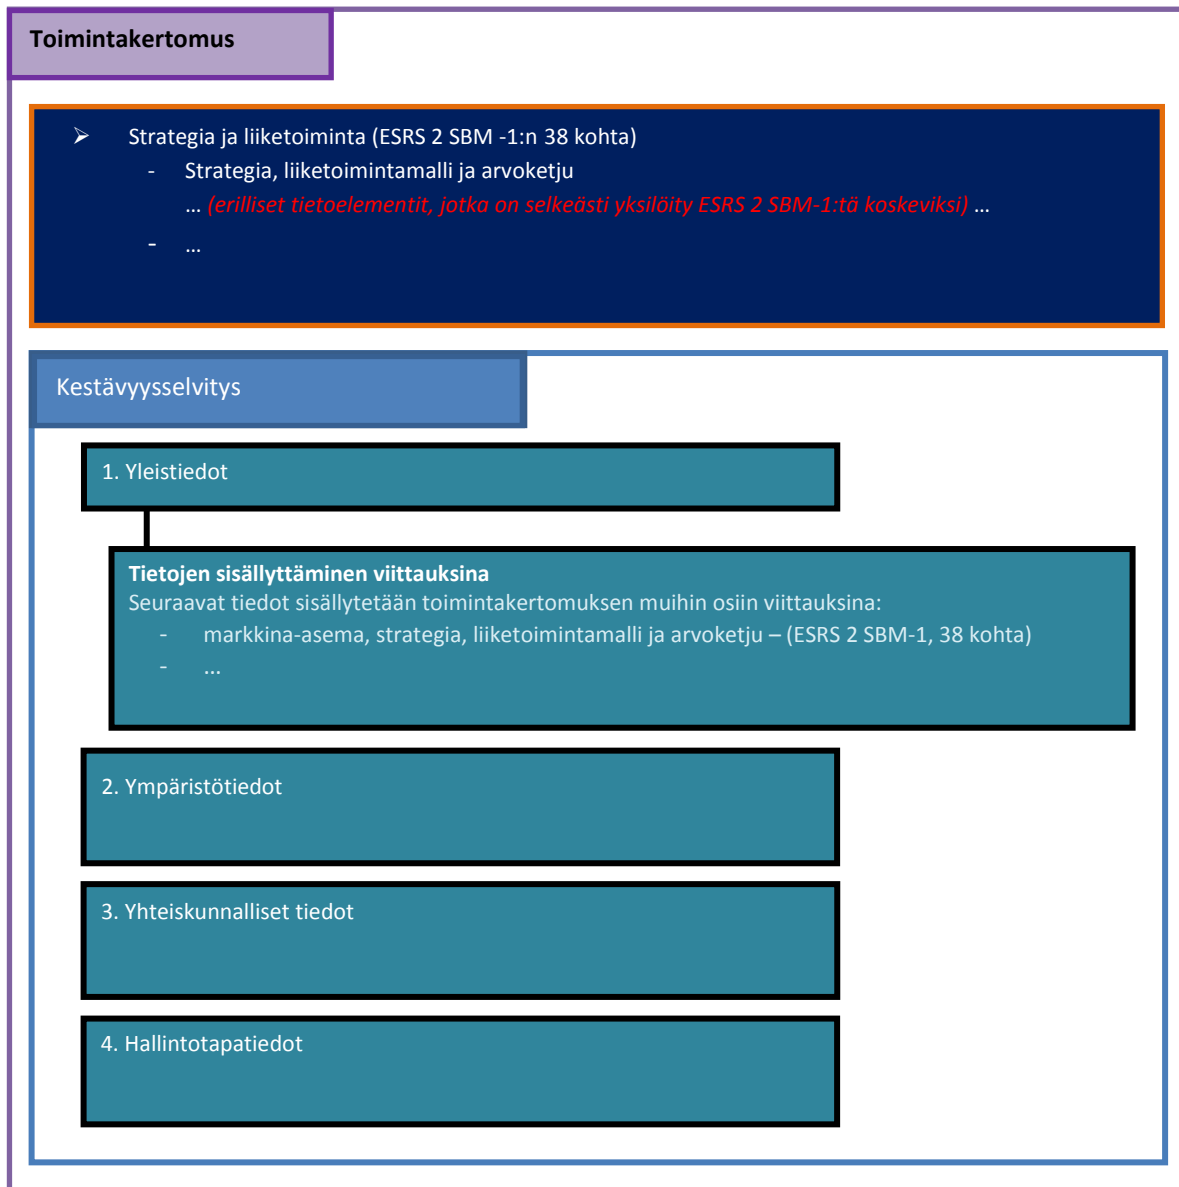 Toimintakertomus
➢ Strategia ja liiketoiminta (ESRS 2 SBM -1:n 38 kohta)
- Strategia, liiketoimintamalli ja arvoketju
... (erilliset tietoelementit, jotka on selkeästi yksilöity ESRS 2 SBM-1:tä koskeviksi) ...
- ...
Kestävyysselvitys
1. Yleistiedot
Tietojen sisällyttäminen viittauksina
Seuraavat tiedot sisällytetään toimintakertomuksen muihin osiin viittauksina:
- markkina-asema, strategia, liiketoimintamalli ja arvoketju – (ESRS 2 SBM-1, 38 kohta)
- ...
2. Ympäristötiedot
3. Yhteiskunnalliset tiedot
4. Hallintotapatiedot